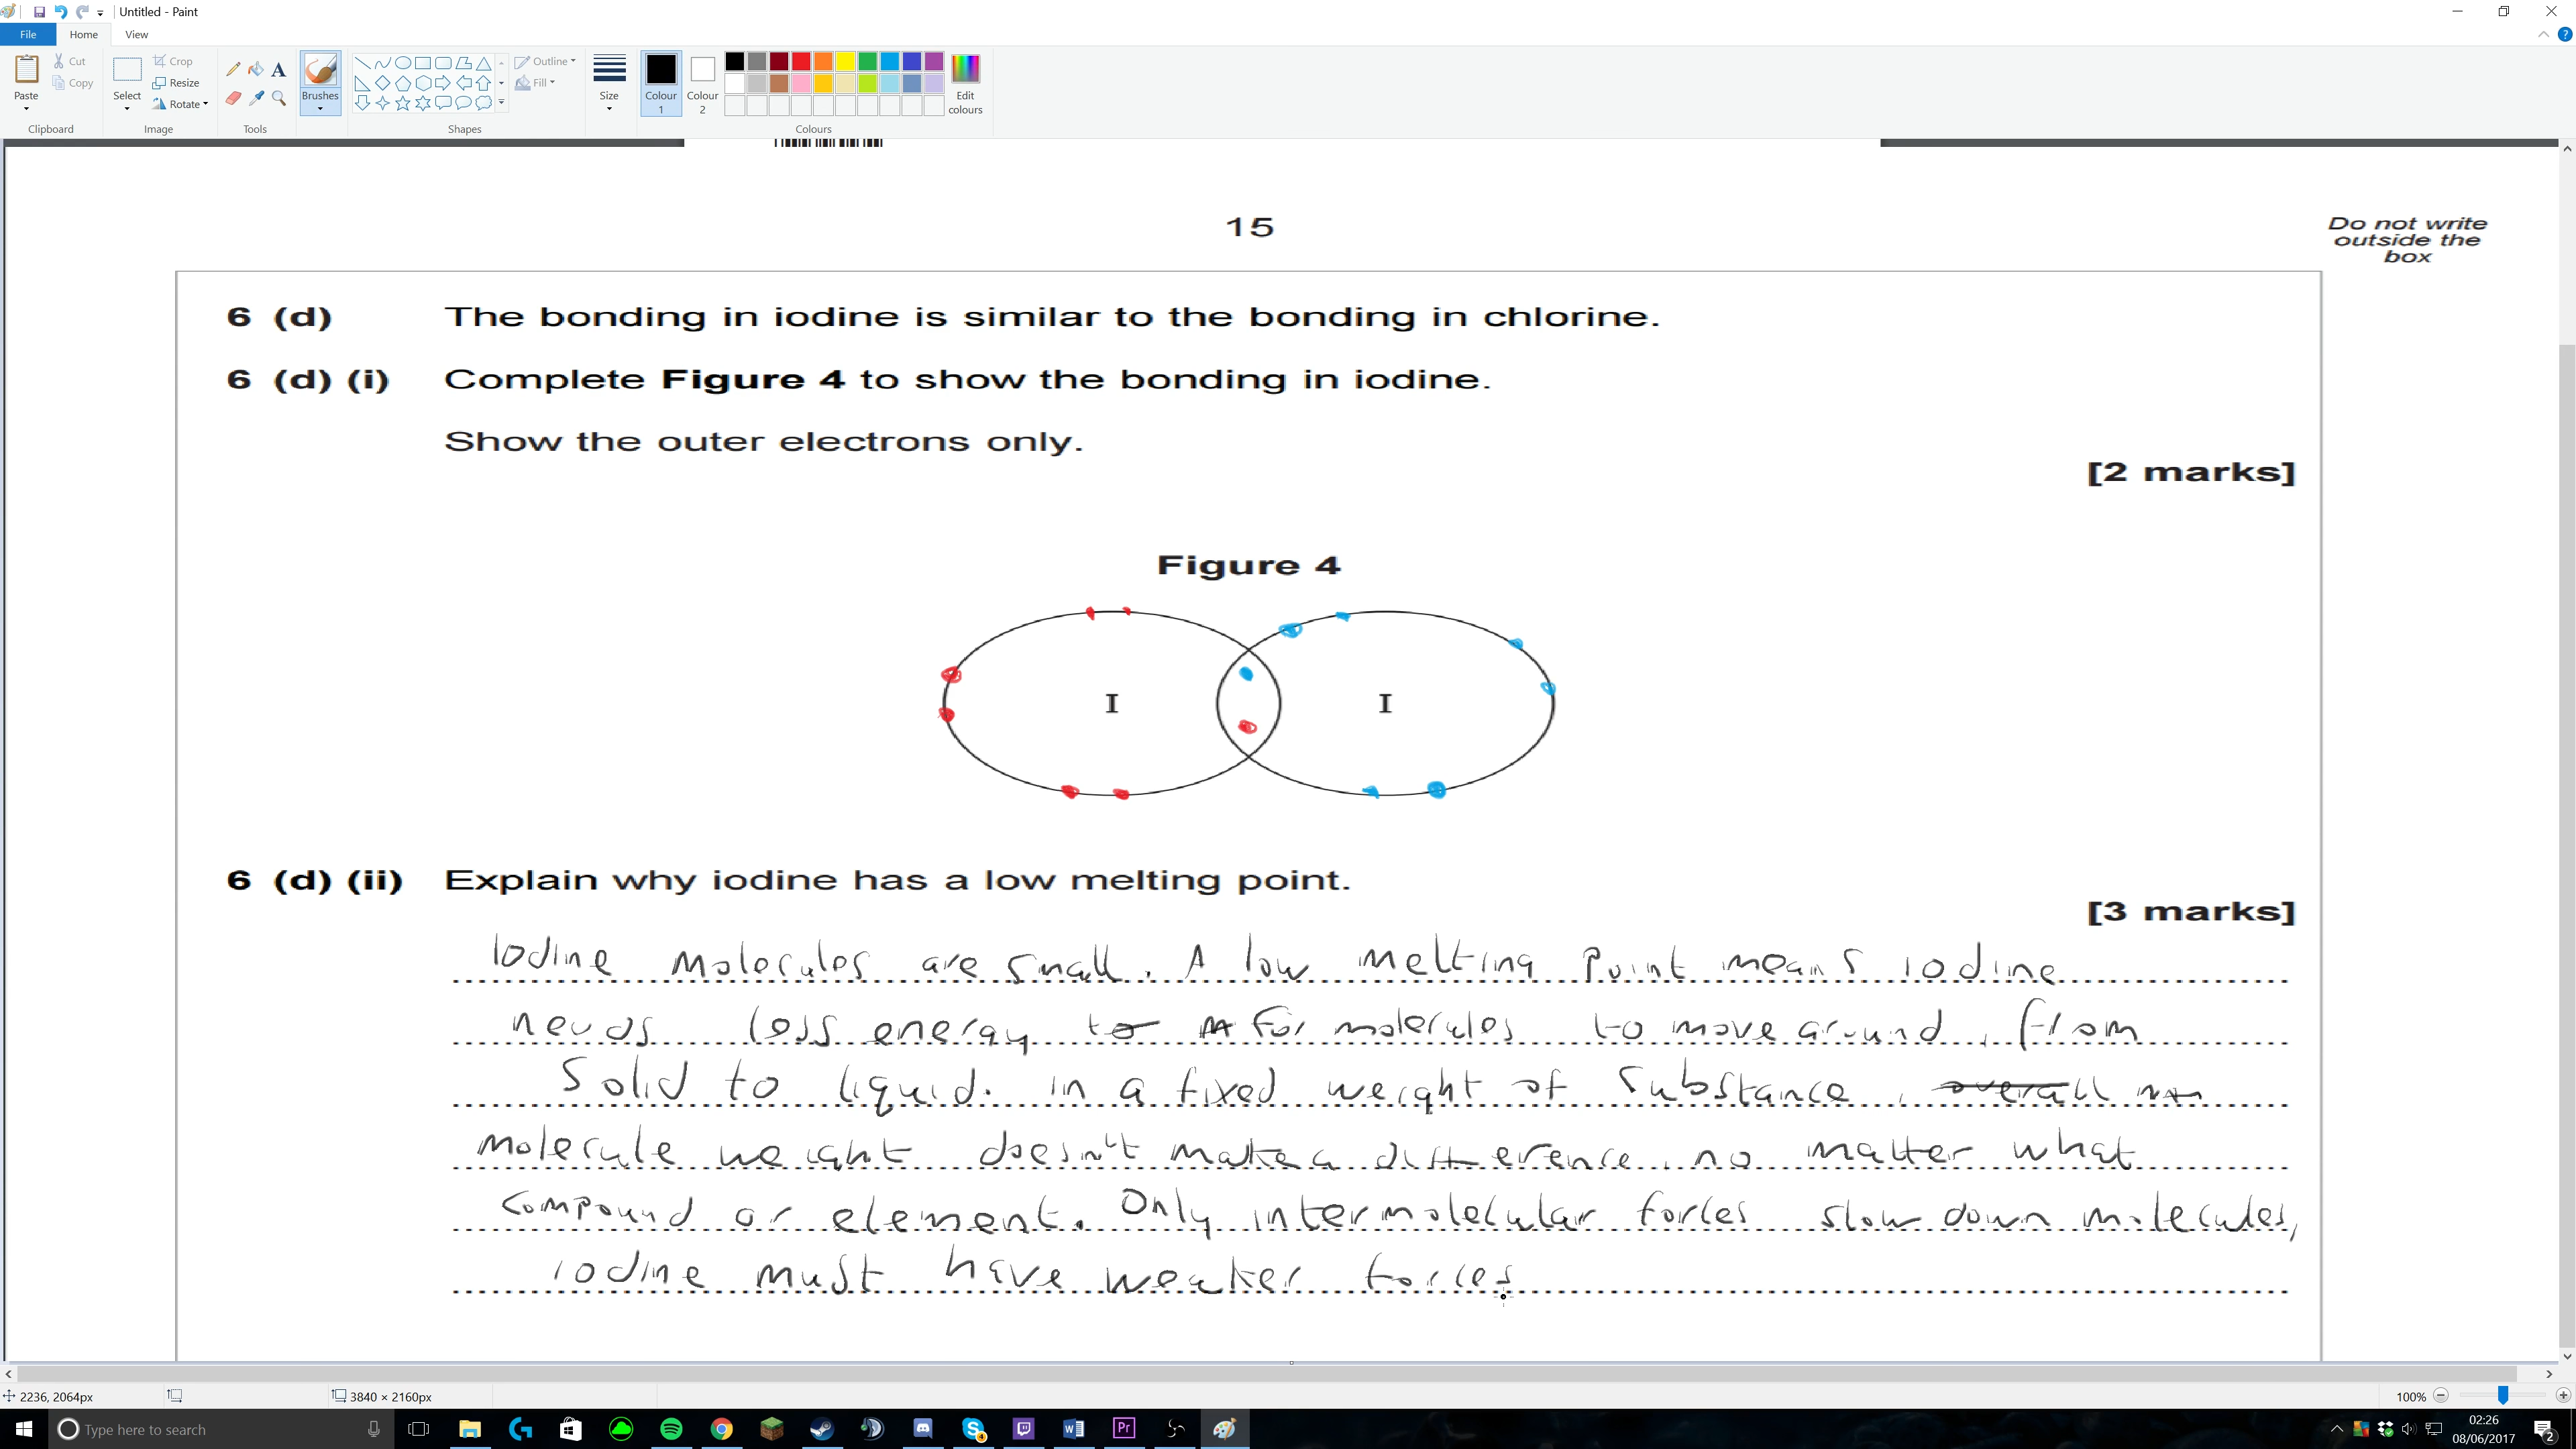 Untitled - Paint
File Home View
Paste
Cut
Copy
Clipboard
Select
Crop
Resize
Rotate
Image
Tools
Brushes
Shapes
Outline
Fill
Size
Colour 1
Colour 2
Edit colours
Colours
15
Do not write
outside the
box
6 (d) The bonding in iodine is similar to the bonding in chlorine.
6 (d) (i) Complete Figure 4 to show the bonding in iodine.
Show the outer electrons only.
[2 marks]
Figure 4
I I
6 (d) (ii) Explain why iodine has a low melting point.
[3 marks]
Iodine molecules are small. A low melting point means iodine
needs less energy to for molecules to move around, from
solid to liquid. in a fixed weight of substance, overall
molecule weight doesn't make a difference, no matter what
compound or element. Only intermolecular forces slow down molecules,
iodine must have weaker forces
2236, 2064px
3840 × 2160px
100%
Type here to search
02:26
08/06/2017
2